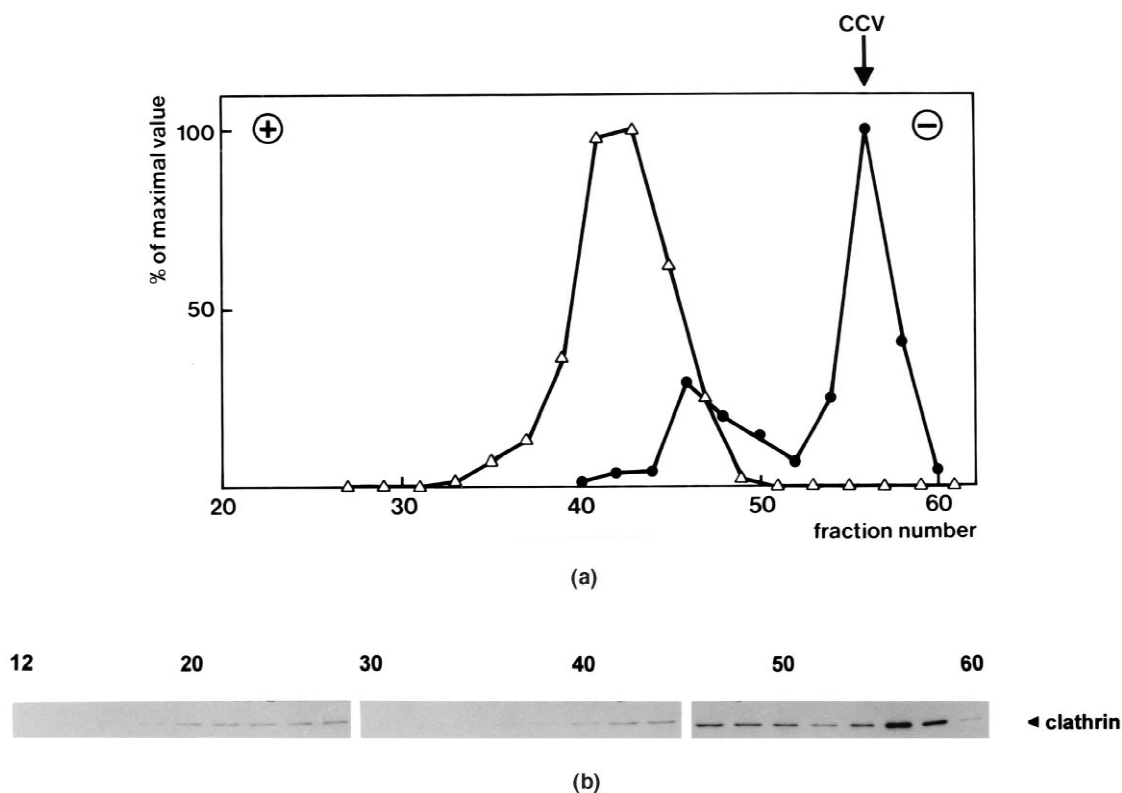 CCV
+ −
% of maximal value
100
50
20 30 40 50 60
fraction number
(a)
12 20 30 40 50 60
◄ clathrin
(b)